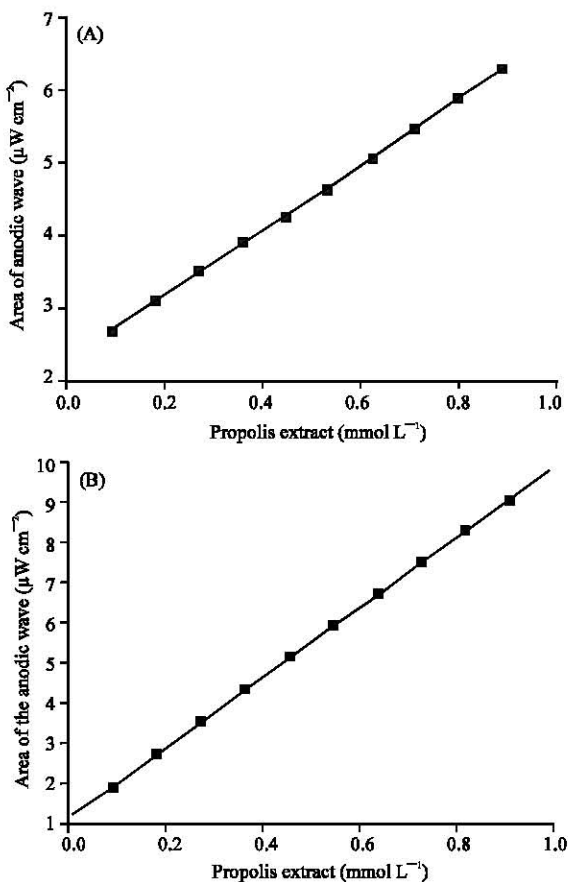 (A)
Area of anodic wave (µW cm⁻²)
7
6
5
4
3
2
0.0 0.2 0.4 0.6 0.8 1.0
Propolis extract (mmol L⁻¹)
(B)
Area of the anodic wave (µW cm⁻²)
10
9
8
7
6
5
4
3
2
1
0.0 0.2 0.4 0.6 0.8 1.0
Propolis extract (mmol L⁻¹)